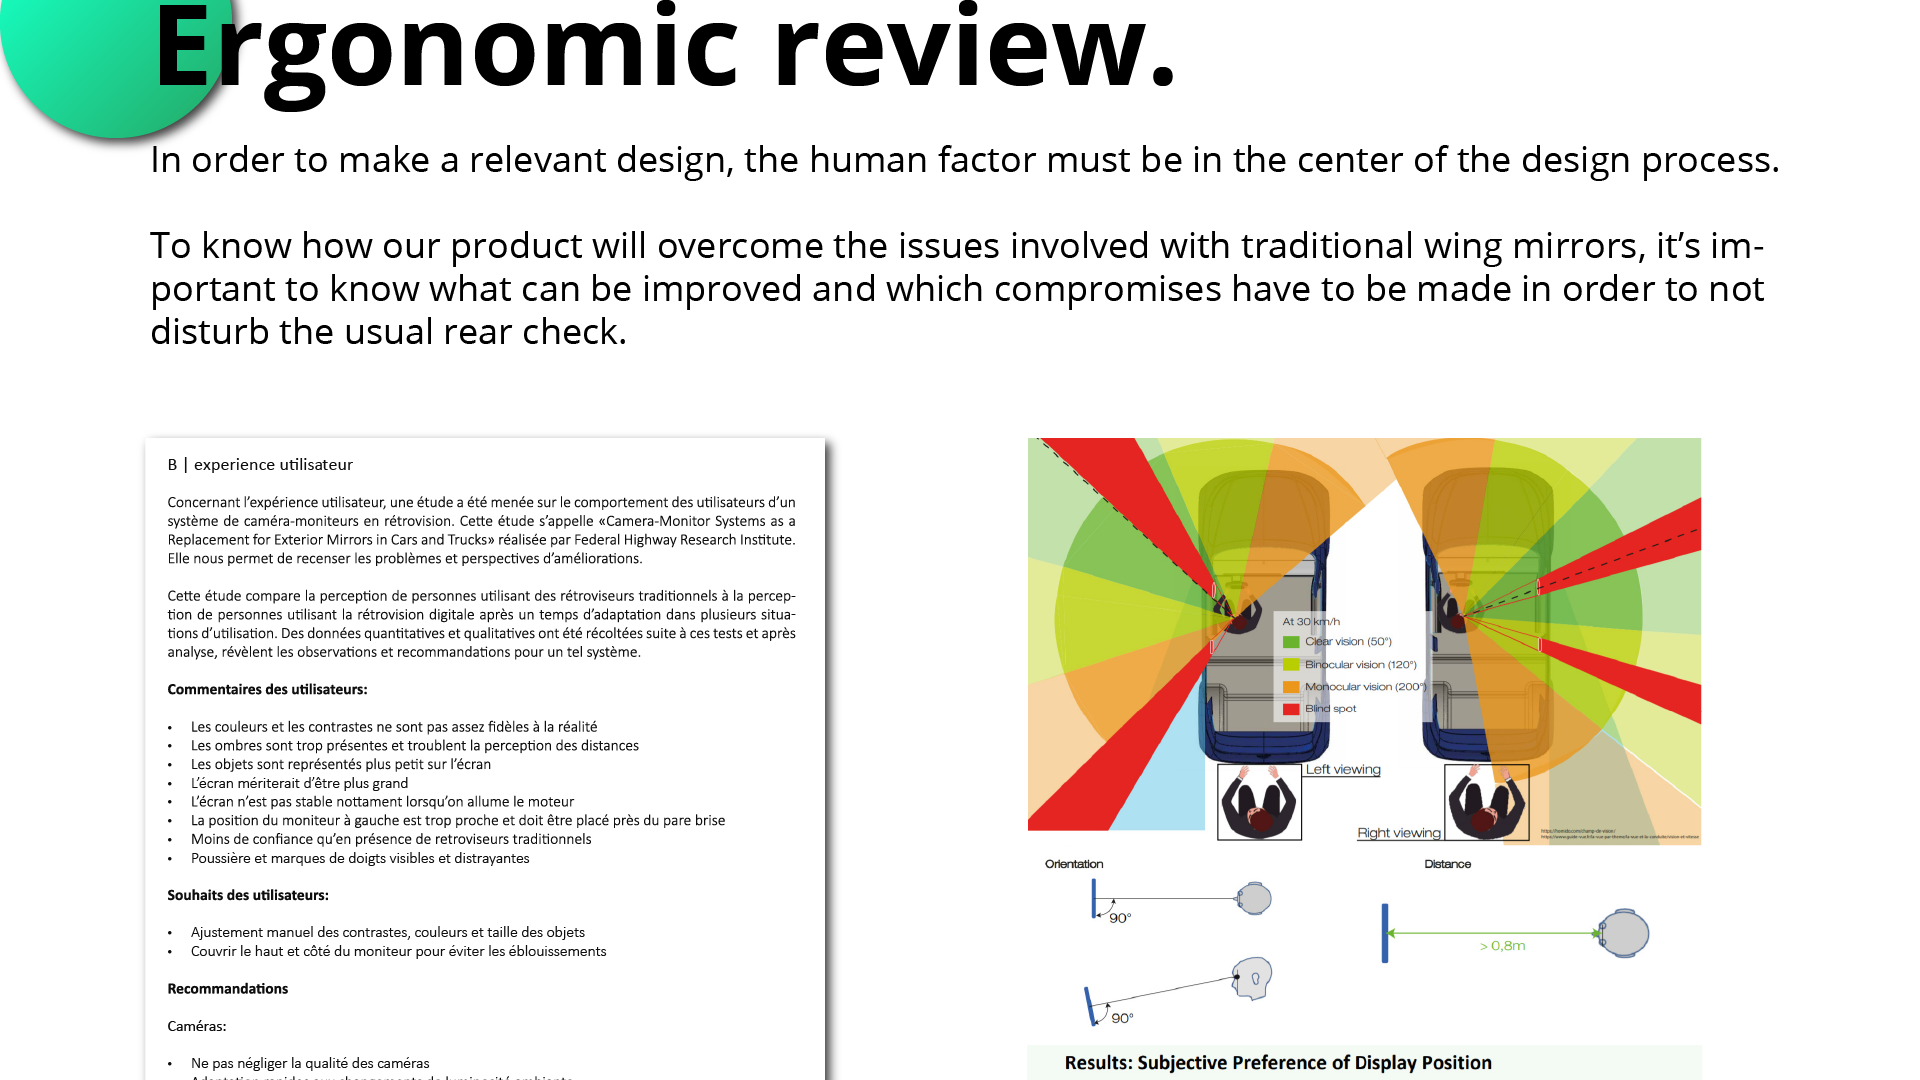 Ergonomic review.
In order to make a relevant design, the human factor must be in the center of the design process.
To know how our product will overcome the issues involved with traditional wing mirrors, it’s im-
portant to know what can be improved and which compromises have to be made in order to not
disturb the usual rear check.
B | experience utilisateur
Concernant l’expérience utilisateur, une étude a été menée sur le comportement des utilisateurs d’un
système de caméra-moniteurs en rétrovision. Cette étude s’appelle «Camera-Monitor Systems as a
Replacement for Exterior Mirrors in Cars and Trucks» réalisée par Federal Highway Research Institute.
Elle nous permet de recenser les problèmes et perspectives d’améliorations.
Cette étude compare la perception de personnes utilisant des rétroviseurs traditionnels à la percep-
tion de personnes utilisant la rétrovision digitale après un temps d’adaptation dans plusieurs situa-
tions d’utilisation. Des données quantitatives et qualitatives ont été récoltées suite à ces tests et après
analyse, révèlent les observations et recommandations pour un tel système.
Commentaires des utilisateurs:
• Les couleurs et les contrastes ne sont pas assez fidèles à la réalité
• Les ombres sont trop présentes et troublent la perception des distances
• Les objets sont représentés plus petit sur l’écran
• L’écran mériterait d’être plus grand
• L’écran n’est pas stable nottament lorsqu’on allume le moteur
• La position du moniteur à gauche est trop proche et doit être placé près du pare brise
• Moins de confiance qu’en présence de retroviseurs traditionnels
• Poussière et marques de doigts visibles et distrayantes
Souhaits des utilisateurs:
• Ajustement manuel des contrastes, couleurs et taille des objets
• Couvrir le haut et côté du moniteur pour éviter les éblouissements
Recommandations
Caméras:
• Ne pas négliger la qualité des caméras
At 30 km/h
Clear vision (50°)
Binocular vision (120°)
Monocular vision (200°)
Blind spot
Left viewing
Right viewing
Orientation
Distance
90°
> 0,8m
90°
Results: Subjective Preference of Display Position